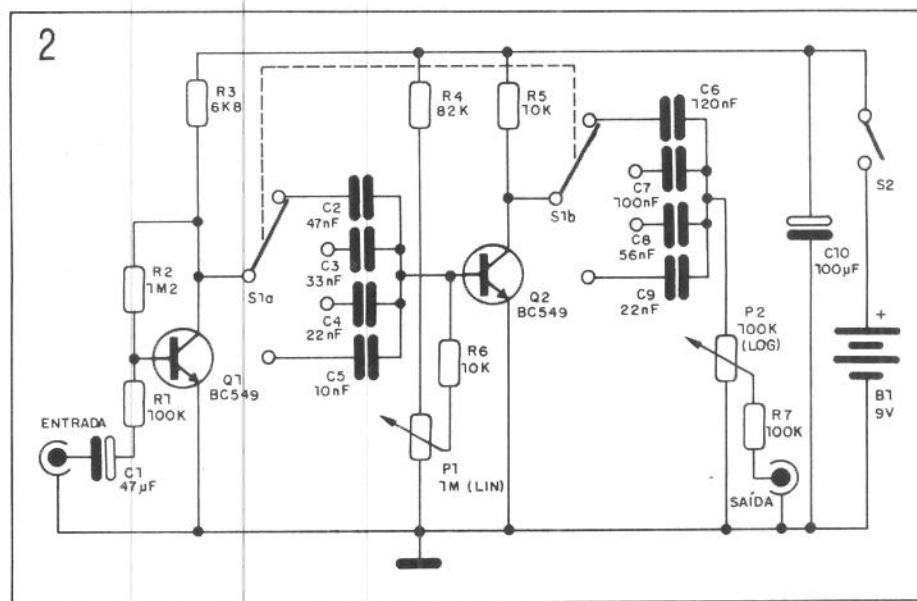 2
R3
6K8
R4
82K
R5
10K
C6
120nF
S2
C2
47nF
S1b
C7
100nF
R2
1M2
S1a
C3
33nF
C8
56nF
C10
100µF
C4
22nF
Q2
BC549
C9
22nF
+
P2
100K
(LOG)
Q1
BC549
C5
10nF
R6
10K
B1
9V
R1
100K
R7
100K
ENTRADA
C1
47µF
P1
1M (LIN)
SAÍDA